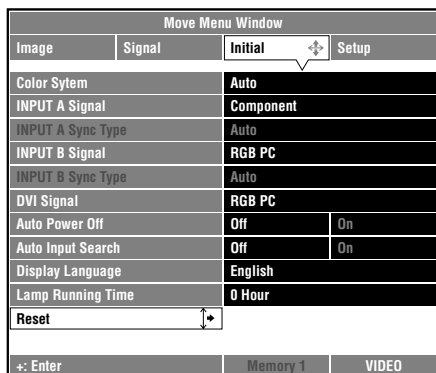 Move Menu Window
Image Signal Initial Setup
Color Sytem Auto
INPUT A Signal Component
INPUT A Sync Type Auto
INPUT B Signal RGB PC
INPUT B Sync Type Auto
DVI Signal RGB PC
Auto Power Off Off On
Auto Input Search Off On
Display Language English
Lamp Running Time 0 Hour
Reset
+: Enter Memory 1 VIDEO